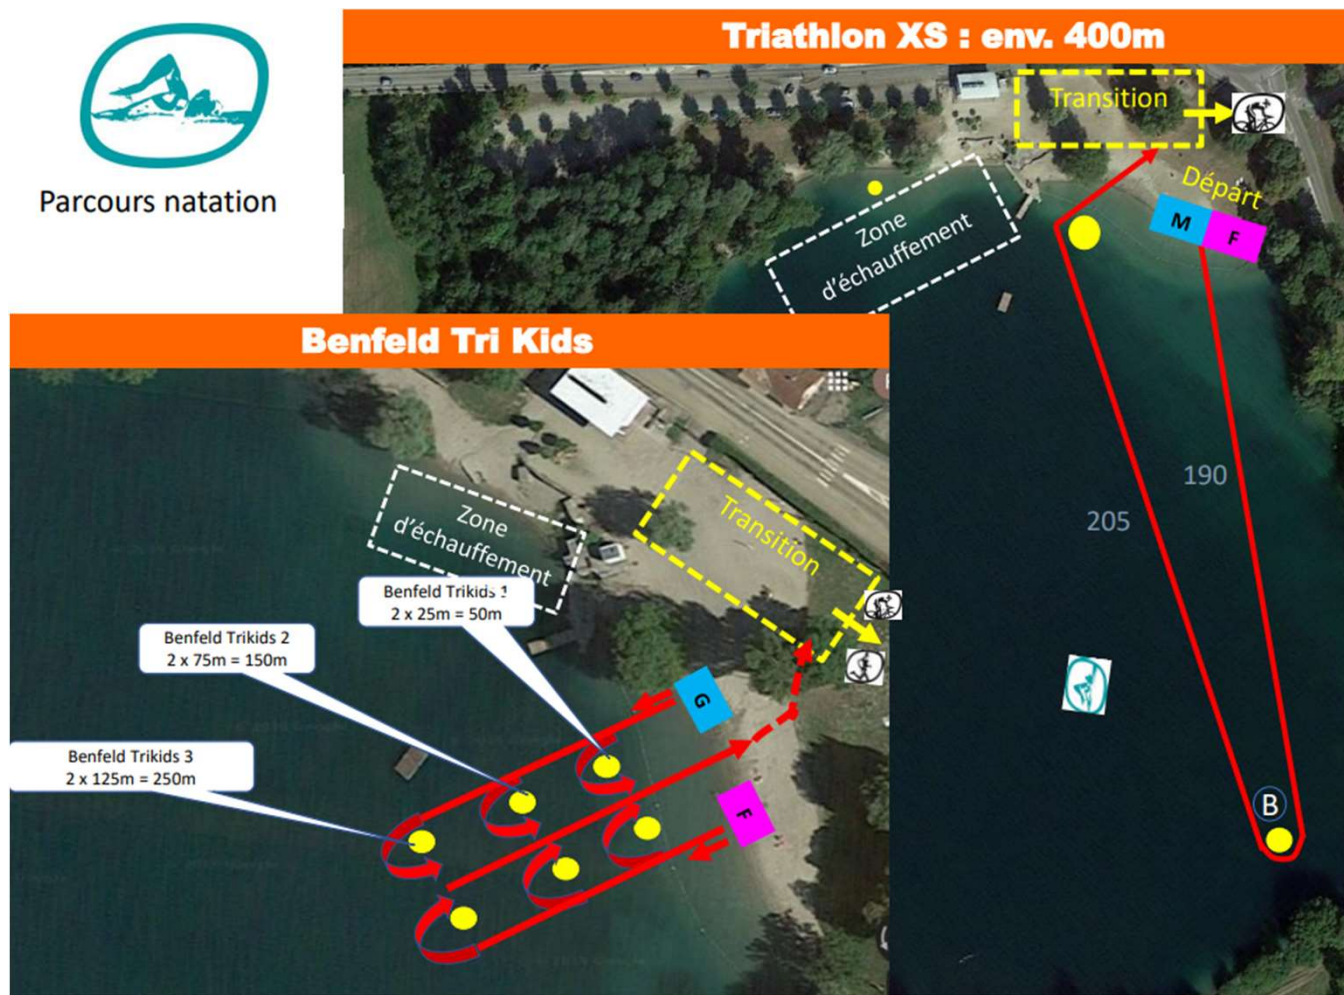 Triathlon XS : env. 400m
Parcours natation
Transition
Départ
M
F
Zone
d'échauffement
190
205
B
Benfeld Tri Kids
Zone
d'échauffement
Transition
Benfeld Trikids 1
2 x 25m = 50m
Benfeld Trikids 2
2 x 75m = 150m
Benfeld Trikids 3
2 x 125m = 250m
G
F